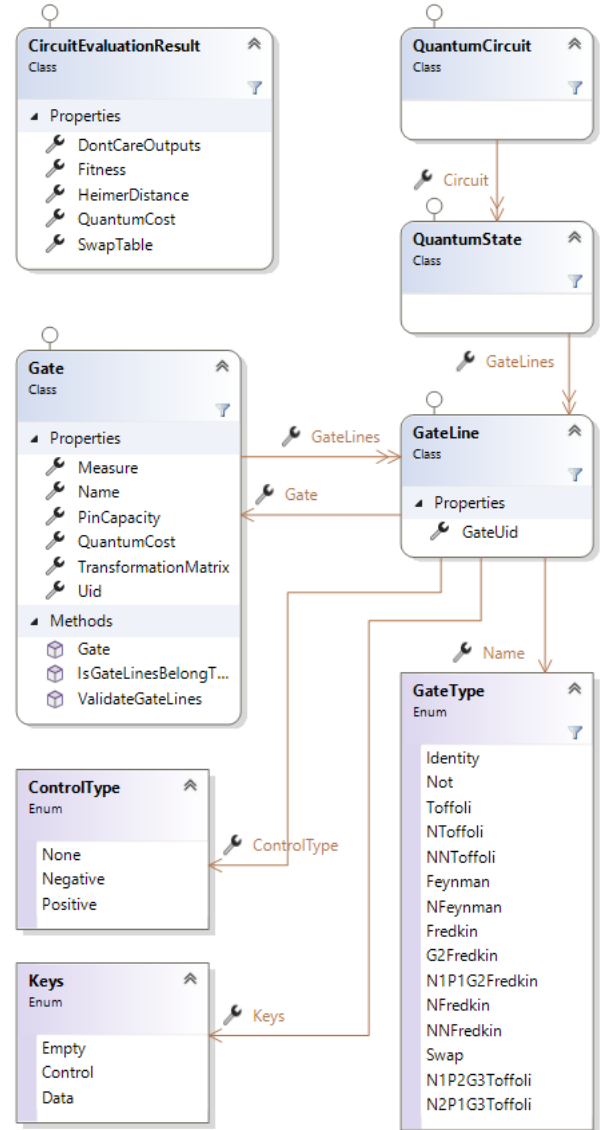 CircuitEvaluationResult
Class
Properties
DontCareOutputs
Fitness
HeimerDistance
QuantumCost
SwapTable
QuantumCircuit
Class
Circuit
QuantumState
Class
GateLines
Gate
Class
Properties
Measure
Name
PinCapacity
QuantumCost
TransformationMatrix
Uid
Methods
Gate
IsGateLinesBelongT...
ValidateGateLines
GateLines
Gate
GateLine
Class
Properties
GateUid
Name
ControlType
Enum
None
Negative
Positive
ControlType
Keys
Enum
Empty
Control
Data
Keys
GateType
Enum
Identity
Not
Toffoli
NToffoli
NNToffoli
Feynman
NFeynman
Fredkin
G2Fredkin
N1P1G2Fredkin
NFredkin
NNFredkin
Swap
N1P2G3Toffoli
N2P1G3Toffoli